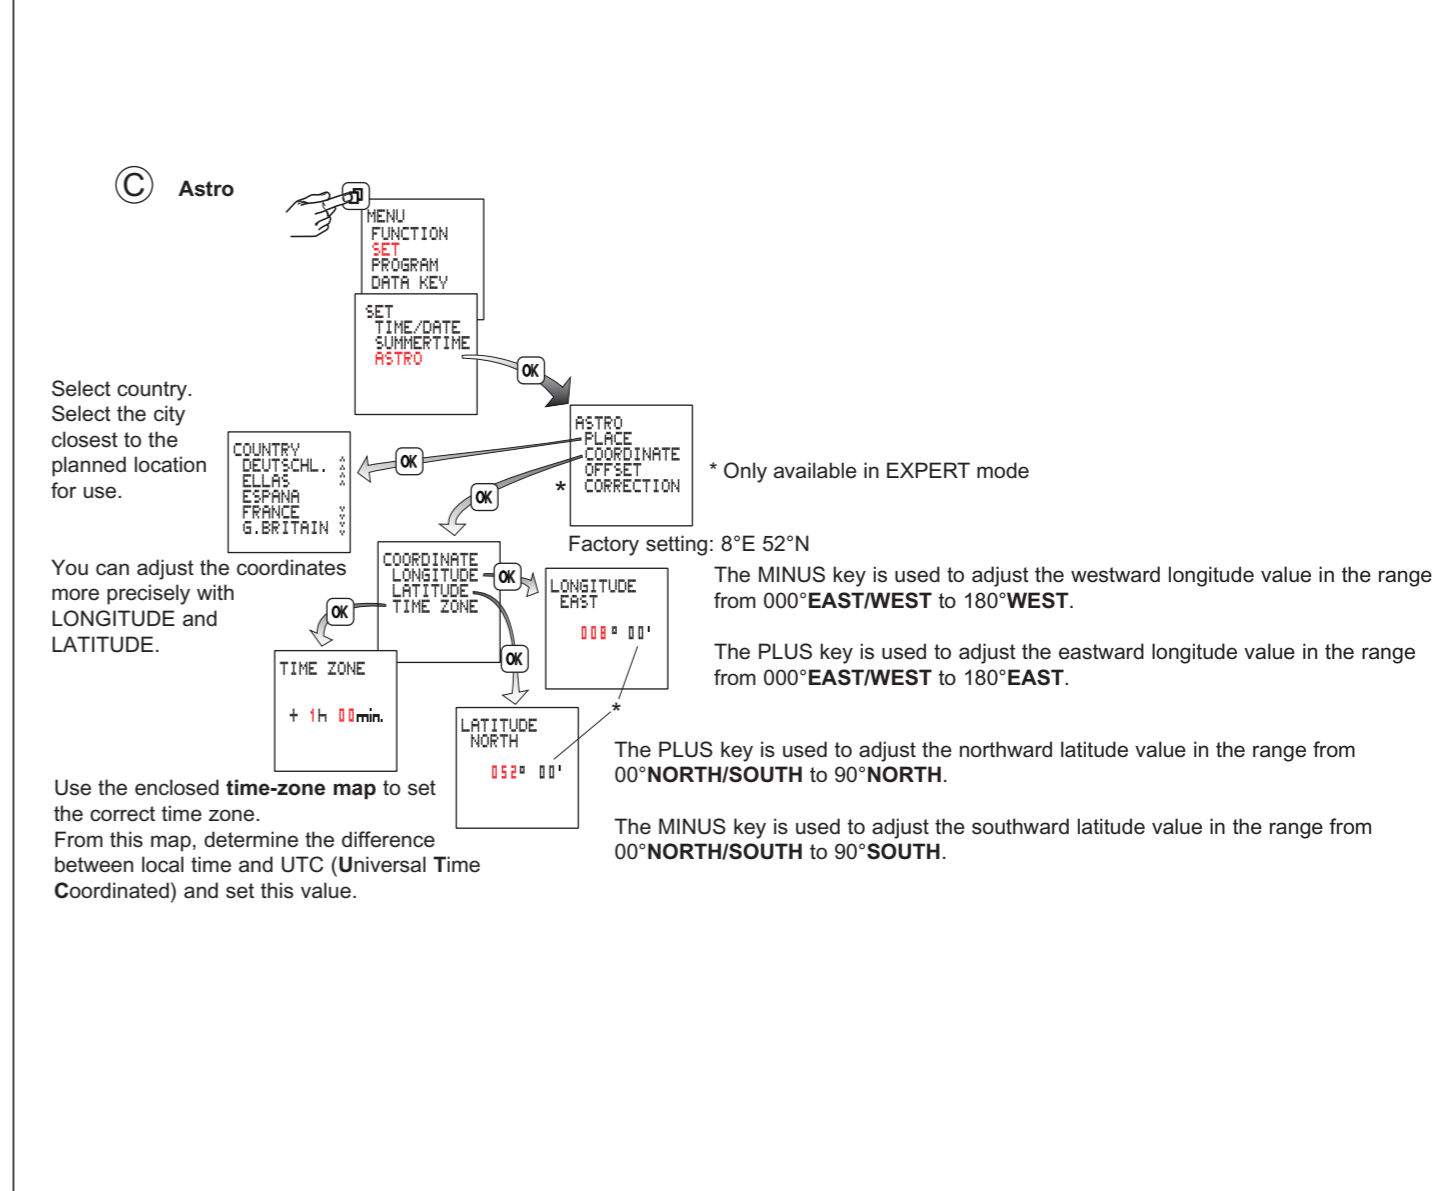 C Astro
MENU
FUNCTION
SET
PROGRAM
DATA KEY
SET
TIME/DATE
SUMMERTIME
ASTRO
OK
Select country.
Select the city
closest to the
planned location
for use.
COUNTRY
DEUTSCHL.
ELLAS
ESPANA
FRANCE
G.BRITAIN
OK
ASTRO
PLACE
COORDINATE
OFFSET
* CORRECTION
* Only available in EXPERT mode
OK
Factory setting: 8°E 52°N
You can adjust the coordinates
more precisely with
LONGITUDE and
LATITUDE.
COORDINATE
LONGITUDE
LATITUDE
TIME ZONE
OK
OK
OK
LONGITUDE
EAST
008° 00'
The MINUS key is used to adjust the westward longitude value in the range
from 000°EAST/WEST to 180°WEST.
The PLUS key is used to adjust the eastward longitude value in the range
from 000°EAST/WEST to 180°EAST.
TIME ZONE
+ 1h 00min.
*
LATITUDE
NORTH
052° 00'
The PLUS key is used to adjust the northward latitude value in the range from
00°NORTH/SOUTH to 90°NORTH.
The MINUS key is used to adjust the southward latitude value in the range from
00°NORTH/SOUTH to 90°SOUTH.
Use the enclosed time-zone map to set
the correct time zone.
From this map, determine the difference
between local time and UTC (Universal Time
Coordinated) and set this value.